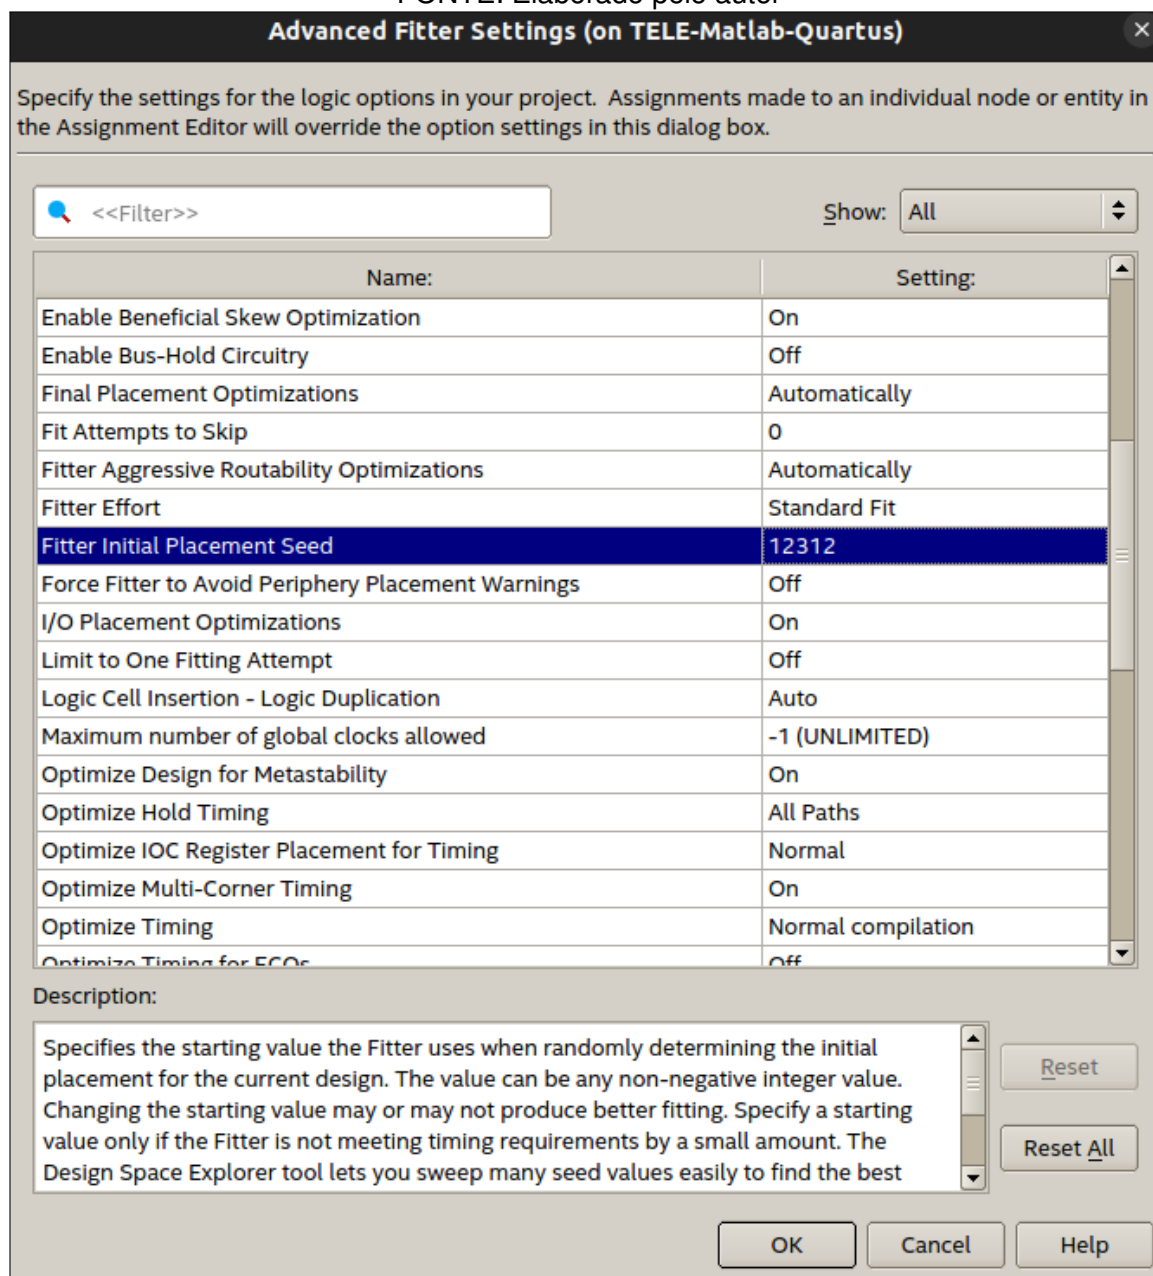 FONTE: Elaborado pelo autor
Advanced Fitter Settings (on TELE-Matlab-Quartus)
Specify the settings for the logic options in your project. Assignments made to an individual node or entity in
the Assignment Editor will override the option settings in this dialog box.
<<Filter>> Show: All
Name: Setting:
Enable Beneficial Skew Optimization On
Enable Bus-Hold Circuitry Off
Final Placement Optimizations Automatically
Fit Attempts to Skip 0
Fitter Aggressive Routability Optimizations Automatically
Fitter Effort Standard Fit
Fitter Initial Placement Seed 12312
Force Fitter to Avoid Periphery Placement Warnings Off
I/O Placement Optimizations On
Limit to One Fitting Attempt Off
Logic Cell Insertion - Logic Duplication Auto
Maximum number of global clocks allowed -1 (UNLIMITED)
Optimize Design for Metastability On
Optimize Hold Timing All Paths
Optimize IOC Register Placement for Timing Normal
Optimize Multi-Corner Timing On
Optimize Timing Normal compilation
Optimize Timing for ECOs Off
Description:
Specifies the starting value the Fitter uses when randomly determining the initial
placement for the current design. The value can be any non-negative integer value.
Changing the starting value may or may not produce better fitting. Specify a starting
value only if the Fitter is not meeting timing requirements by a small amount. The
Design Space Explorer tool lets you sweep many seed values easily to find the best
Reset
Reset All
OK Cancel Help